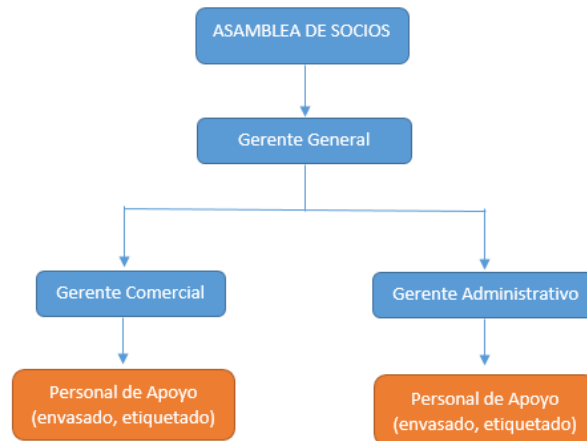 ASAMBLEA DE SOCIOS
Gerente General
Gerente Comercial
Gerente Administrativo
Personal de Apoyo
(envasado, etiquetado)
Personal de Apoyo
(envasado, etiquetado)